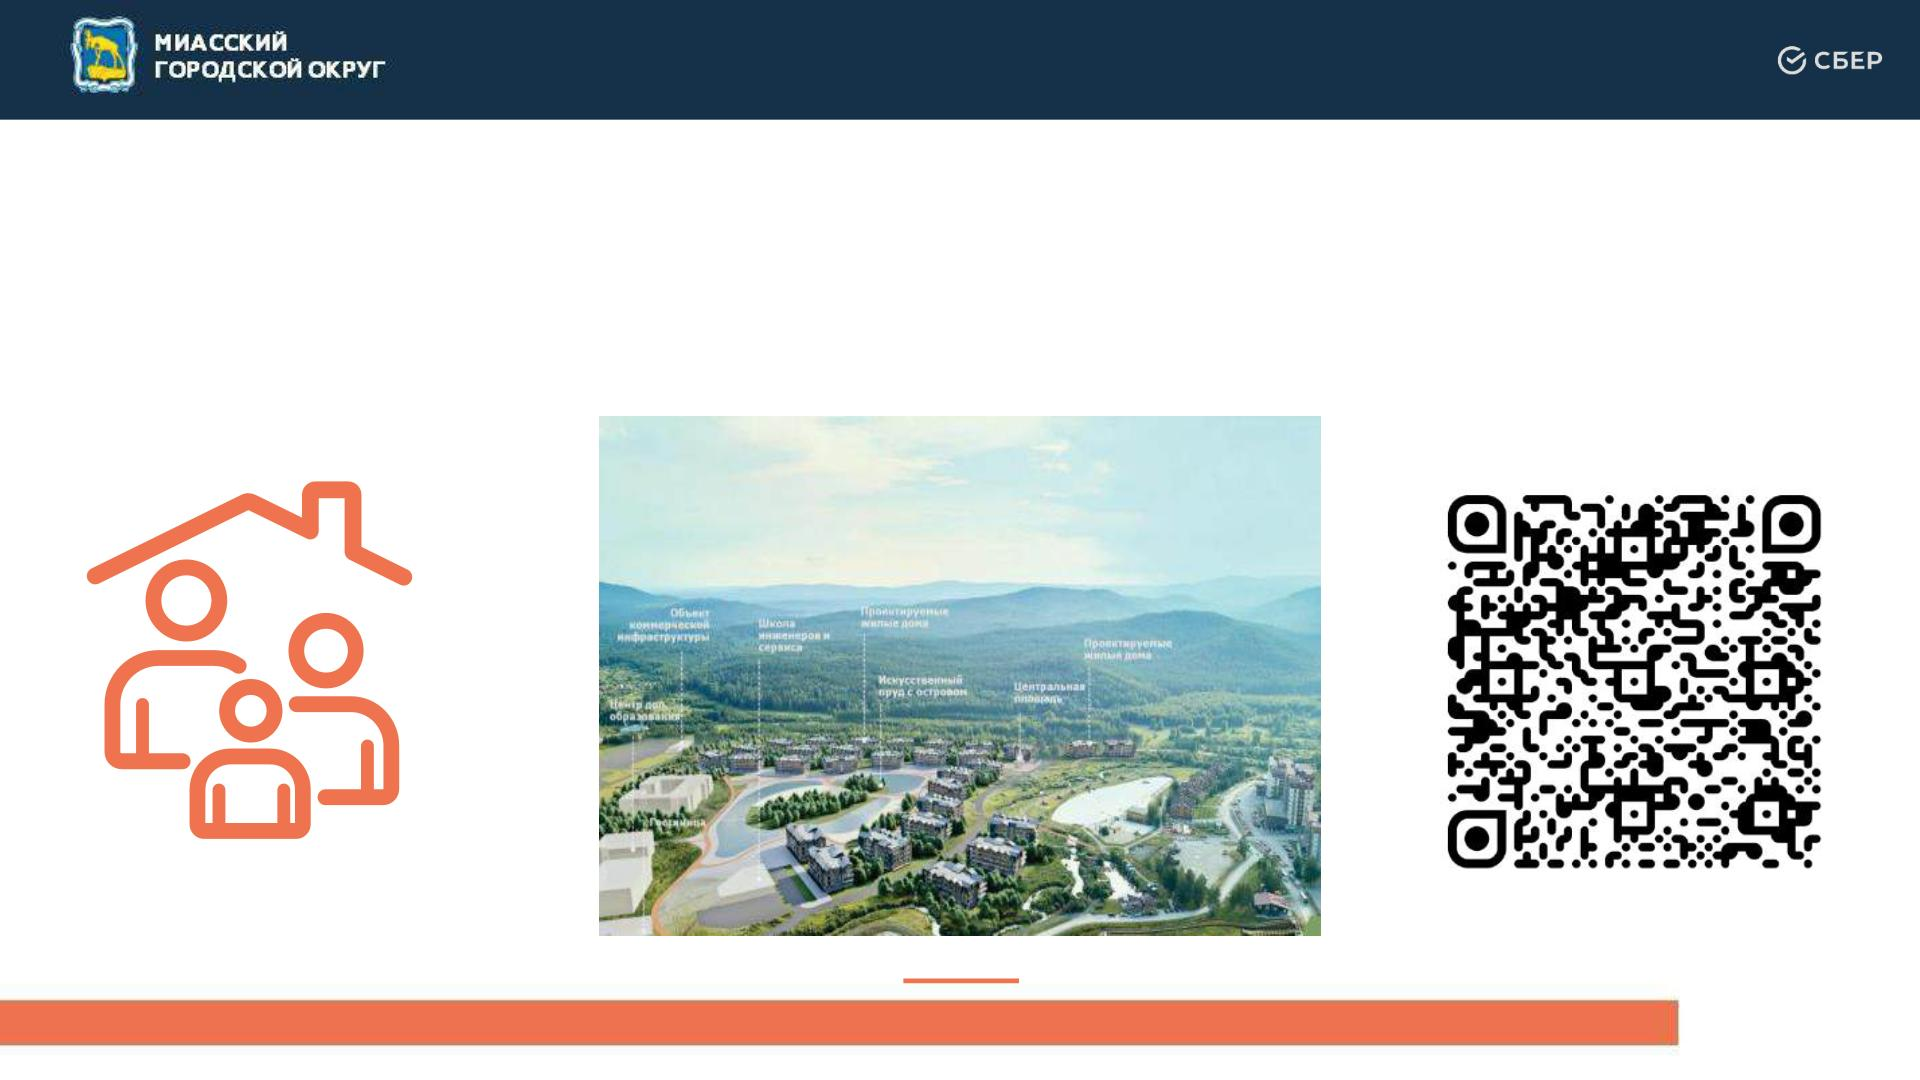 МИАССКИЙ
ГОРОДСКОЙ ОКРУГ
СБЕР
Объект
коммерческой
инфраструктуры
Школа
инженеров и
сервиса
Проектируемые
жилые дома
Проектируемые
жилые дома
Искусственный
пруд с островом
Центральная
площадь
Центр доп.
образования
Гостиница